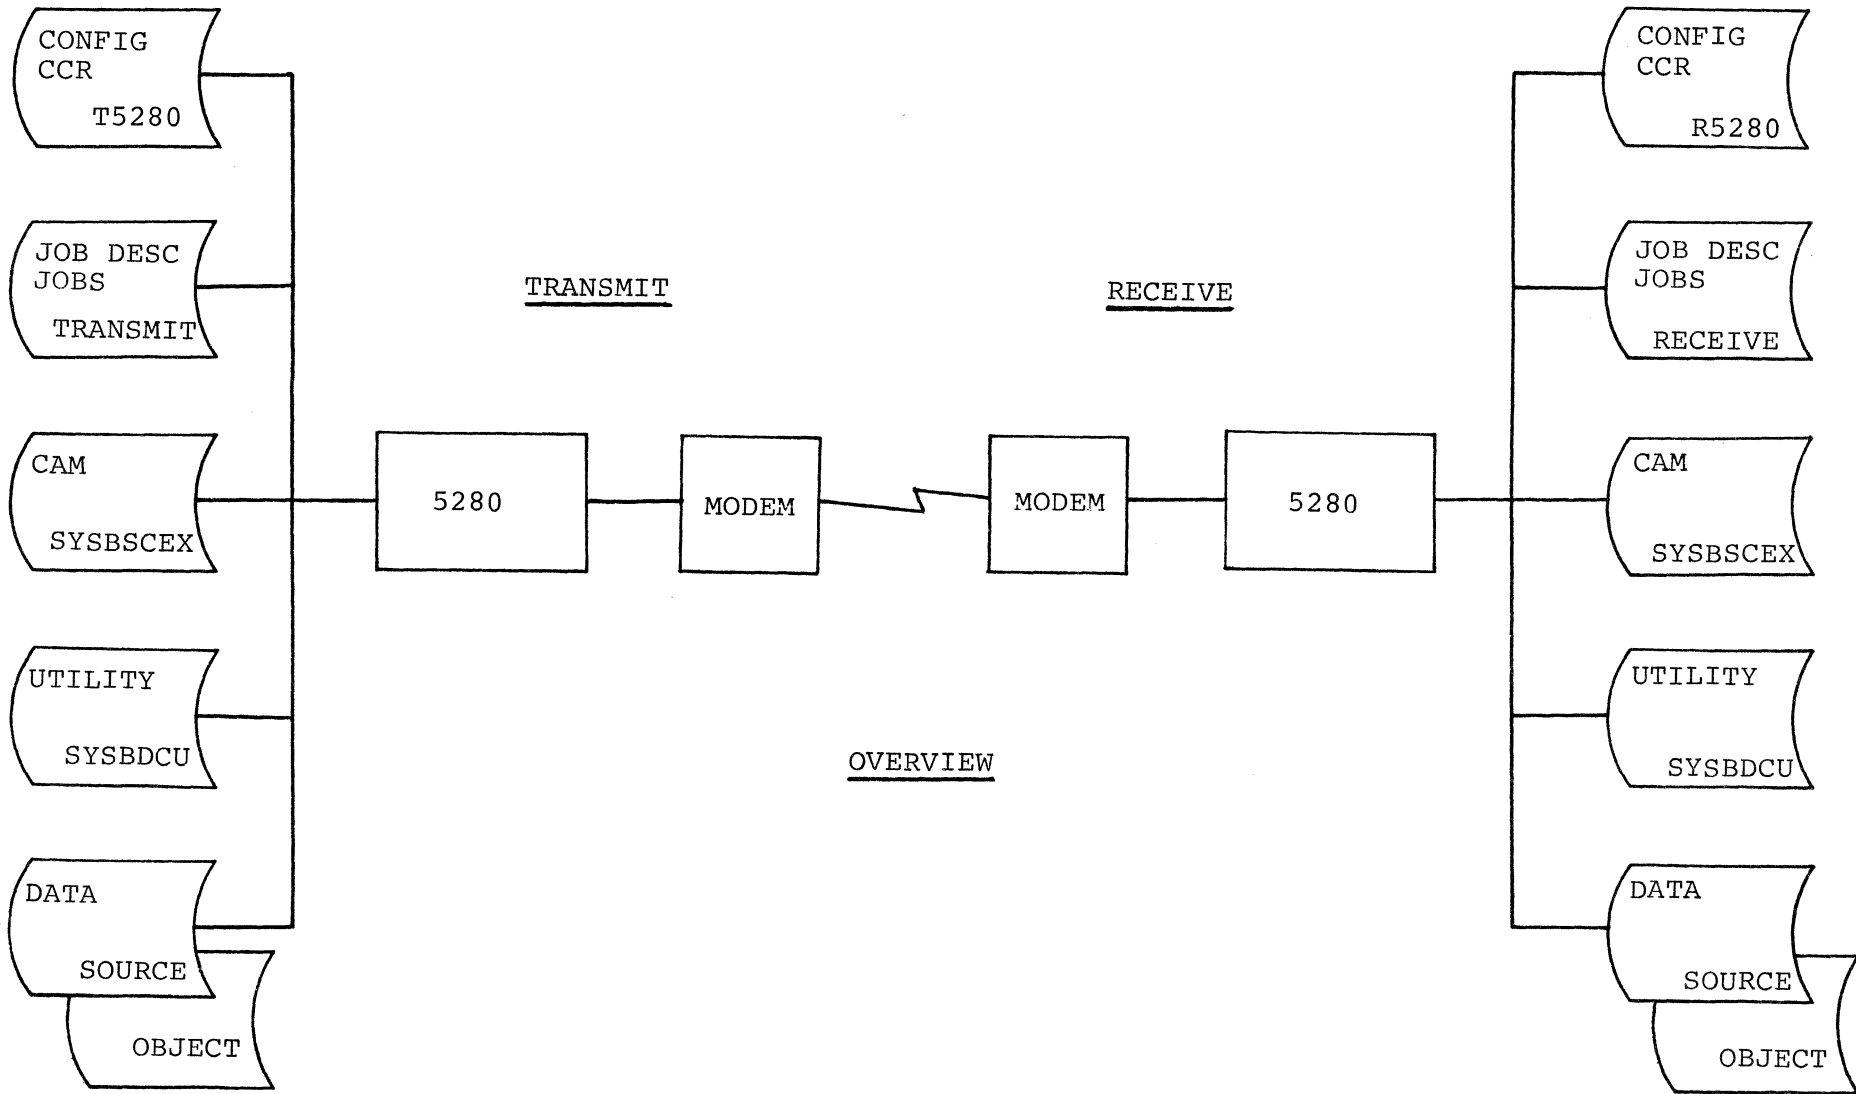 CONFIG
CCR
T5280
JOB DESC
JOBS
TRANSMIT
CAM
SYSBSCEX
UTILITY
SYSBDCU
DATA
SOURCE
OBJECT
TRANSMIT
RECEIVE
5280
MODEM
MODEM
5280
OVERVIEW
CONFIG
CCR
R5280
JOB DESC
JOBS
RECEIVE
CAM
SYSBSCEX
UTILITY
SYSBDCU
DATA
SOURCE
OBJECT